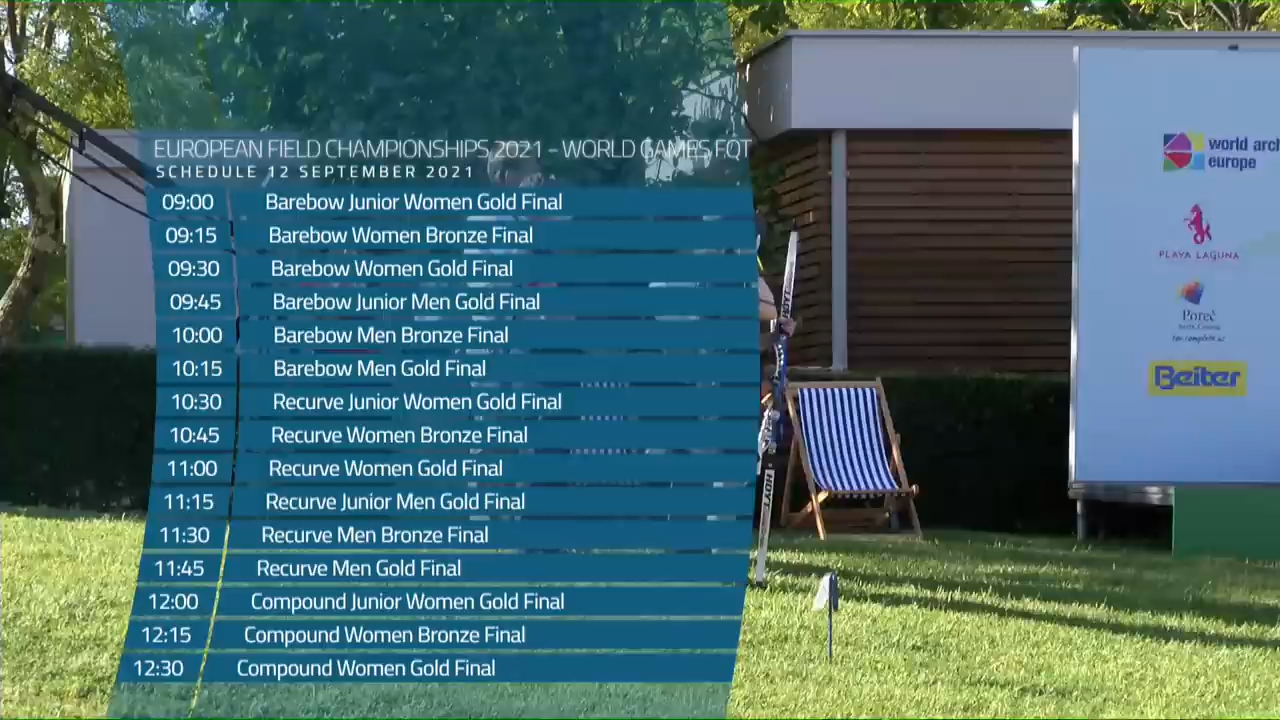 EUROPEAN FIELD CHAMPIONSHIPS 2021 - WORLD GAMES FQT
SCHEDULE 12 SEPTEMBER 2021
09:00 Barebow Junior Women Gold Final
09:15 Barebow Women Bronze Final
09:30 Barebow Women Gold Final
09:45 Barebow Junior Men Gold Final
10:00 Barebow Men Bronze Final
10:15 Barebow Men Gold Final
10:30 Recurve Junior Women Gold Final
10:45 Recurve Women Bronze Final
11:00 Recurve Women Gold Final
11:15 Recurve Junior Men Gold Final
11:30 Recurve Men Bronze Final
11:45 Recurve Men Gold Final
12:00 Compound Junior Women Gold Final
12:15 Compound Women Bronze Final
12:30 Compound Women Gold Final
HOYT
HOYT
world arch
europe
PLAYA LAGUNA
Poreč
Beiter